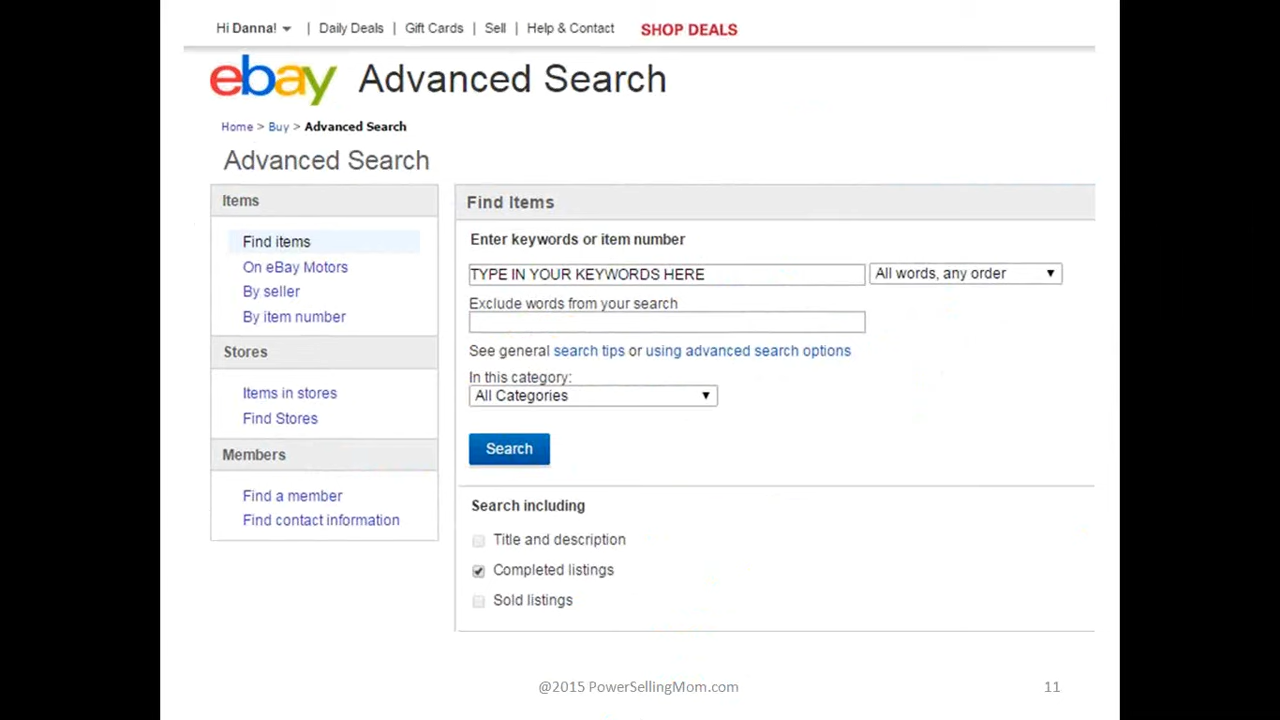 Hi Danna! | Daily Deals | Gift Cards | Sell | Help & Contact SHOP DEALS
ebay Advanced Search
Home > Buy > Advanced Search
Advanced Search
Items
Find items
On eBay Motors
By seller
By item number
Stores
Items in stores
Find Stores
Members
Find a member
Find contact information
Find Items
Enter keywords or item number
TYPE IN YOUR KEYWORDS HERE All words, any order
Exclude words from your search
See general search tips or using advanced search options
In this category:
All Categories
Search
Search including
Title and description
Completed listings
Sold listings
@2015 PowerSellingMom.com 11